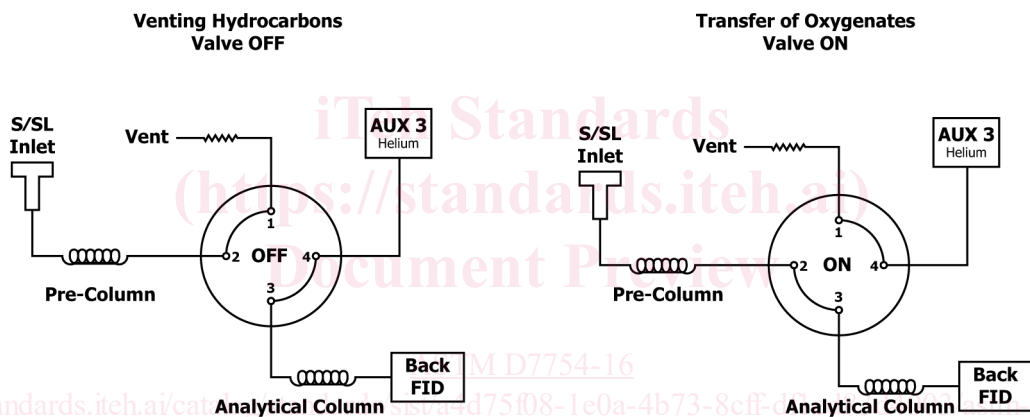 Venting Hydrocarbons
Valve OFF
Transfer of Oxygenates
Valve ON
iTeh Standards
(https://standards.iteh.ai)
Document Preview
S/SL
Inlet
Vent
AUX 3
Helium
1
2 OFF 4
3
Pre-Column
Back
FID
Analytical Column
S/SL
Inlet
Vent
AUX 3
Helium
1
2 ON 4
3
Pre-Column
Back
FID
Analytical Column
M D7754-16